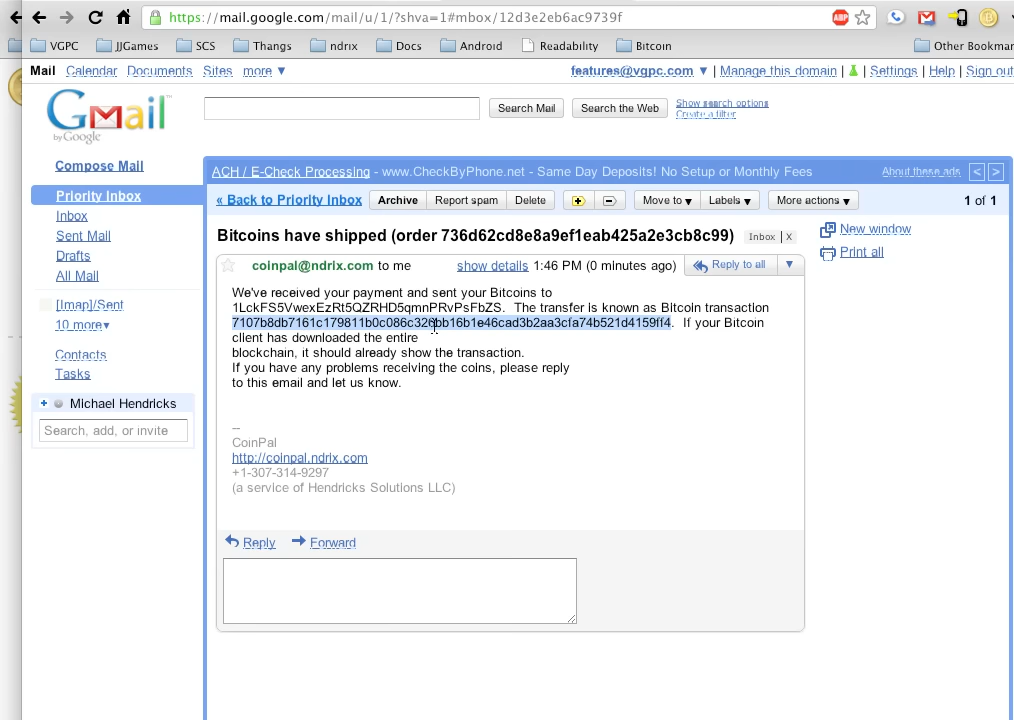 https://mail.google.com/mail/u/1/?shva=1#mbox/12d3e2eb6ac9739f
ABP
VGPC JJGames SCS Thangs ndrix Docs Android Readability Bitcoin Other Bookmar
Mail Calendar Documents Sites more ▼ features@vgpc.com ▼ | Manage this domain | Settings | Help | Sign out
Gmail
by Google
Search Mail Search the Web Show search options
Create a filter
Compose Mail
Priority Inbox
Inbox
Sent Mail
Drafts
All Mail
[Imap]/Sent
10 more▼
Contacts
Tasks
Michael Hendricks
Search, add, or invite
ACH / E-Check Processing - www.CheckByPhone.net - Same Day Deposits! No Setup or Monthly Fees About these ads < >
« Back to Priority Inbox Archive Report spam Delete Move to ▼ Labels ▼ More actions ▼ 1 of 1
Bitcoins have shipped (order 736d62cd8e8a9ef1eab425a2e3cb8c99) Inbox | X
New window
Print all
coinpal@ndrix.com to me show details 1:46 PM (0 minutes ago) Reply to all ▼
We've received your payment and sent your Bitcoins to
1LckFS5VwexEzRt5QZRHD5qmnPRvPsFbZS. The transfer is known as Bitcoin transaction
If your Bitcoin
client has downloaded the entire
blockchain, it should already show the transaction.
If you have any problems receiving the coins, please reply
to this email and let us know.
--
CoinPal
http://coinpal.ndrix.com
+1-307-314-9297
(a service of Hendricks Solutions LLC)
Reply Forward